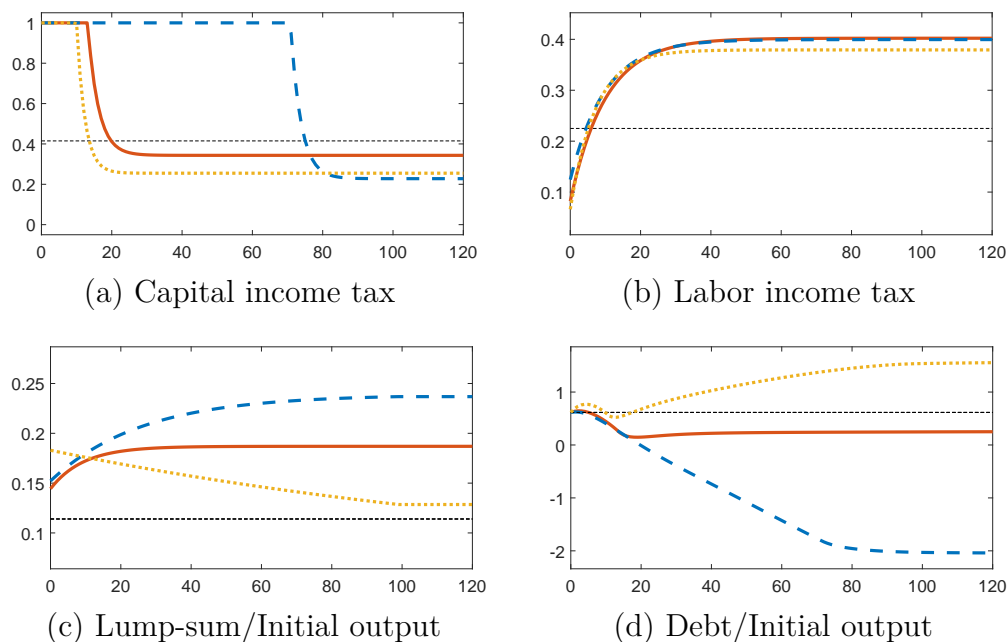 1
0.8
0.6
0.4
0.2
0
0 20 40 60 80 100 120
(a) Capital income tax
0.4
0.3
0.2
0.1
0 20 40 60 80 100 120
(b) Labor income tax
0.25
0.2
0.15
0.1
0 20 40 60 80 100 120
(c) Lump-sum/Initial output
1
0
-1
-2
0 20 40 60 80 100 120
(d) Debt/Initial output